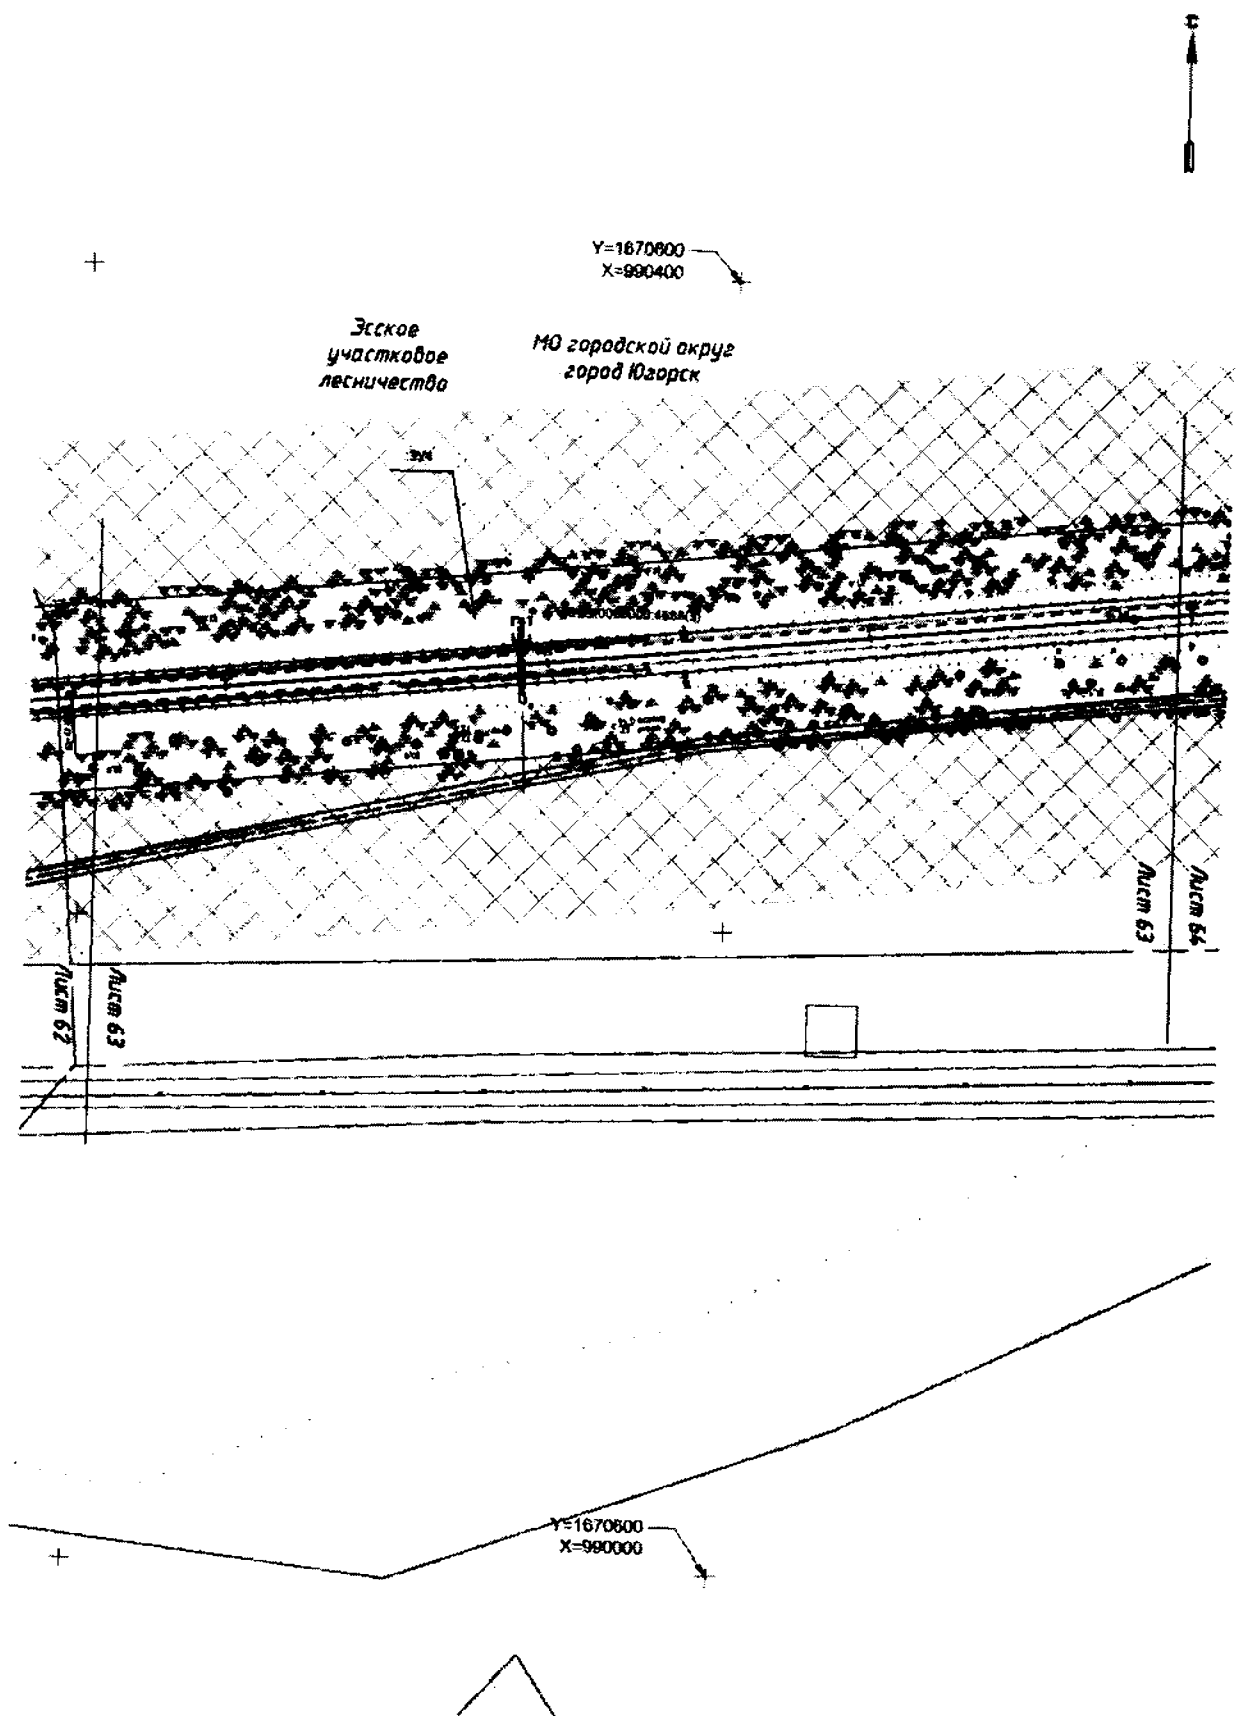 С
Y=1670600
X=990400
Эсское
участковое
лесничество
МО городской округ
город Югорск
Лист 63
Лист 64
Лист 62
Лист 63
Y=1670600
X=990000